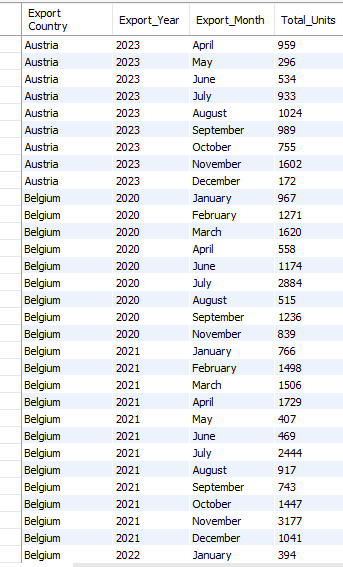 Export Country Export_Year Export_Month Total_Units
Austria 2023 April 959
Austria 2023 May 296
Austria 2023 June 534
Austria 2023 July 933
Austria 2023 August 1024
Austria 2023 September 989
Austria 2023 October 755
Austria 2023 November 1602
Austria 2023 December 172
Belgium 2020 January 967
Belgium 2020 February 1271
Belgium 2020 March 1620
Belgium 2020 April 558
Belgium 2020 June 1174
Belgium 2020 July 2884
Belgium 2020 August 515
Belgium 2020 September 1236
Belgium 2020 November 839
Belgium 2021 January 766
Belgium 2021 February 1498
Belgium 2021 March 1506
Belgium 2021 April 1729
Belgium 2021 May 407
Belgium 2021 June 469
Belgium 2021 July 2444
Belgium 2021 August 917
Belgium 2021 September 743
Belgium 2021 October 1447
Belgium 2021 November 3177
Belgium 2021 December 1041
Belgium 2022 January 394